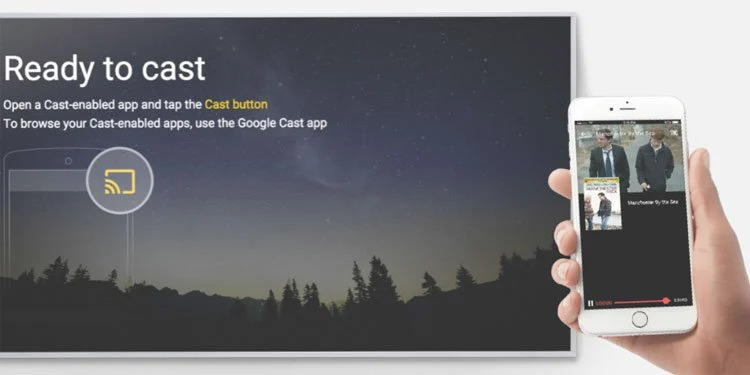 Ready to cast
Open a Cast-enabled app and tap the Cast button
To browse your Cast-enabled apps, use the Google Cast app
Manchester By the Sea
MANCHESTER
Manchester By the Sea